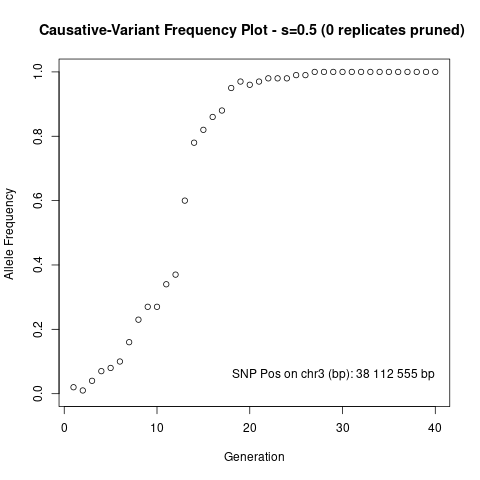 Causative-Variant Frequency Plot - s=0.5 (0 replicates pruned)
Allele Frequency
1.0
0.8
0.6
0.4
0.2
0.0
SNP Pos on chr3 (bp): 38 112 555 bp
0 10 20 30 40
Generation